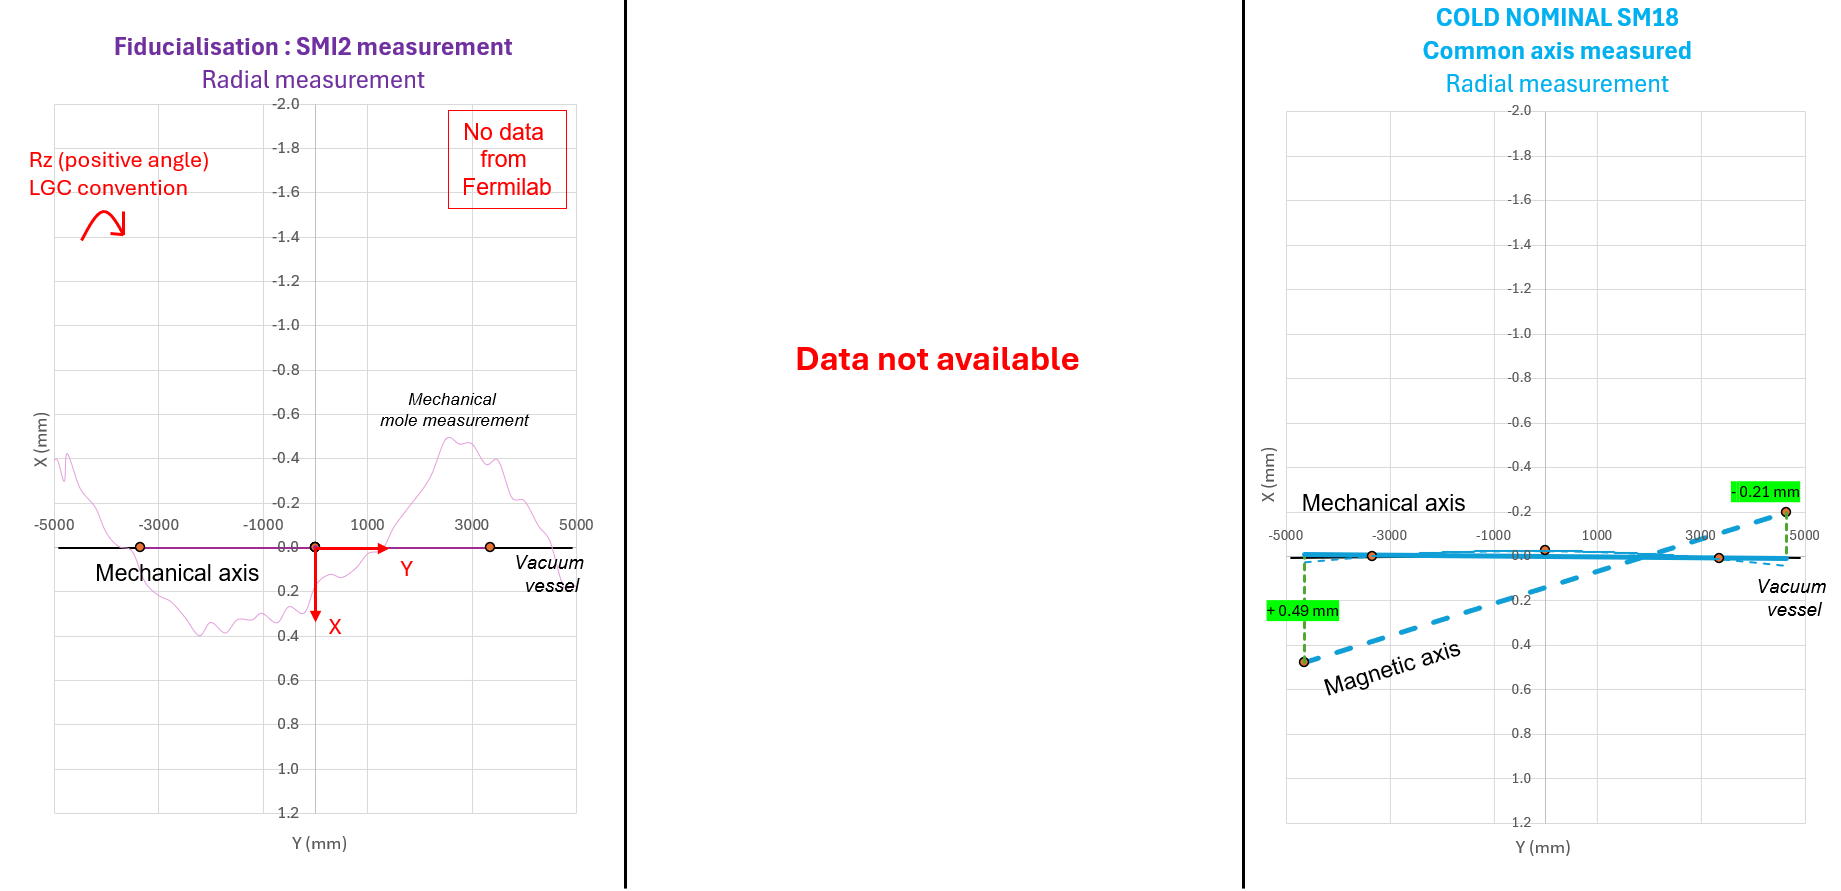 Fiducialisation : SMI2 measurement
Radial measurement
-2.0
-1.8
-1.6
-1.4
-1.2
-1.0
-0.8
-0.6
-0.4
-0.2
0.0
0.2
0.4
0.6
0.8
1.0
1.2
-5000
-3000
-1000
1000
3000
5000
X (mm)
Y (mm)
Rz (positive angle)
LGC convention
No data
from
Fermilab
Mechanical
mole measurement
Mechanical axis
Vacuum
vessel
Y
X
Data not available
COLD NOMINAL SM18
Common axis measured
Radial measurement
-2.0
-1.8
-1.6
-1.4
-1.2
-1.0
-0.8
-0.6
-0.4
-0.2
0.0
0.2
0.4
0.6
0.8
1.0
1.2
-5000
-3000
-1000
1000
3000
5000
X (mm)
Y (mm)
Mechanical axis
- 0.21 mm
+ 0.49 mm
Magnetic axis
Vacuum
vessel